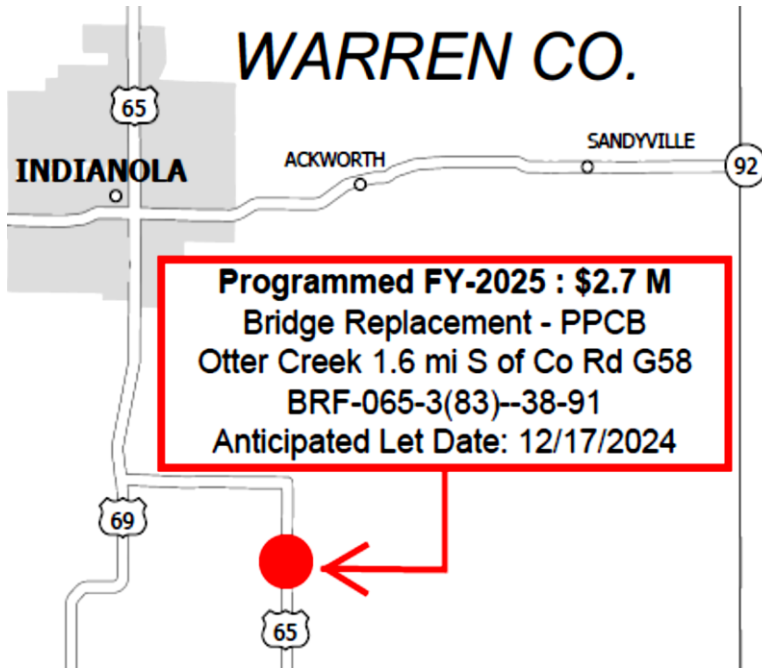 WARREN CO.
65
INDIANOLA
ACKWORTH
SANDYVILLE
92
Programmed FY-2025 : $2.7 M
Bridge Replacement - PPCB
Otter Creek 1.6 mi S of Co Rd G58
BRF-065-3(83)--38-91
Anticipated Let Date: 12/17/2024
69
65